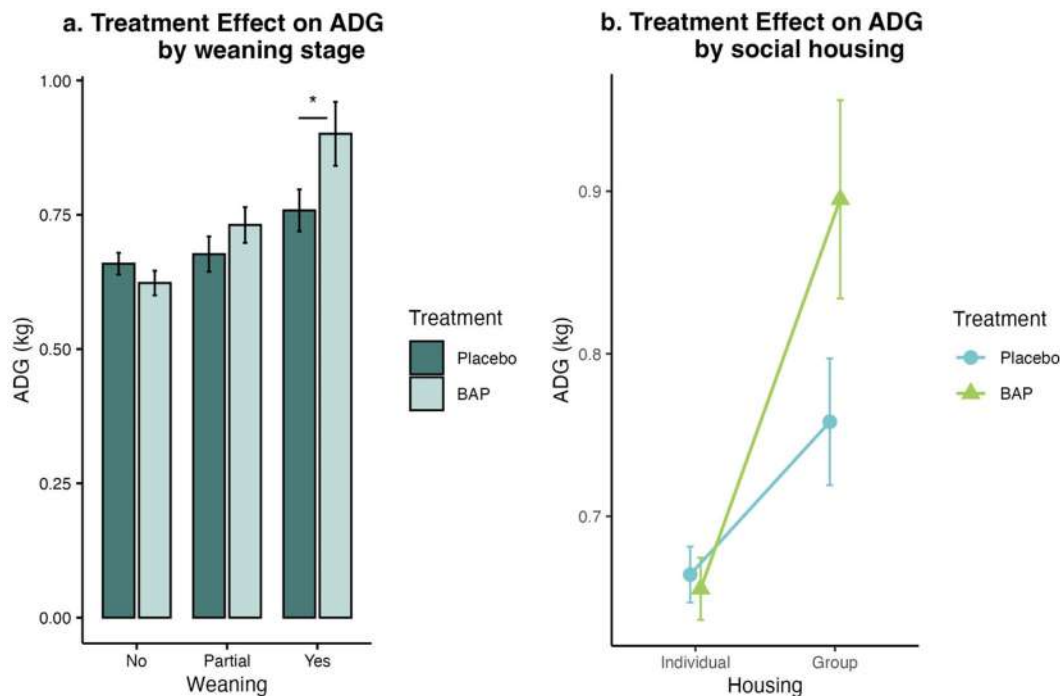 a. Treatment Effect on ADG
by weaning stage
1.00
0.75
0.50
0.25
0.00
ADG (kg)
*
No Partial Yes
Weaning
Treatment
Placebo
BAP
b. Treatment Effect on ADG
by social housing
0.9
0.8
0.7
ADG (kg)
Individual Group
Housing
Treatment
Placebo
BAP